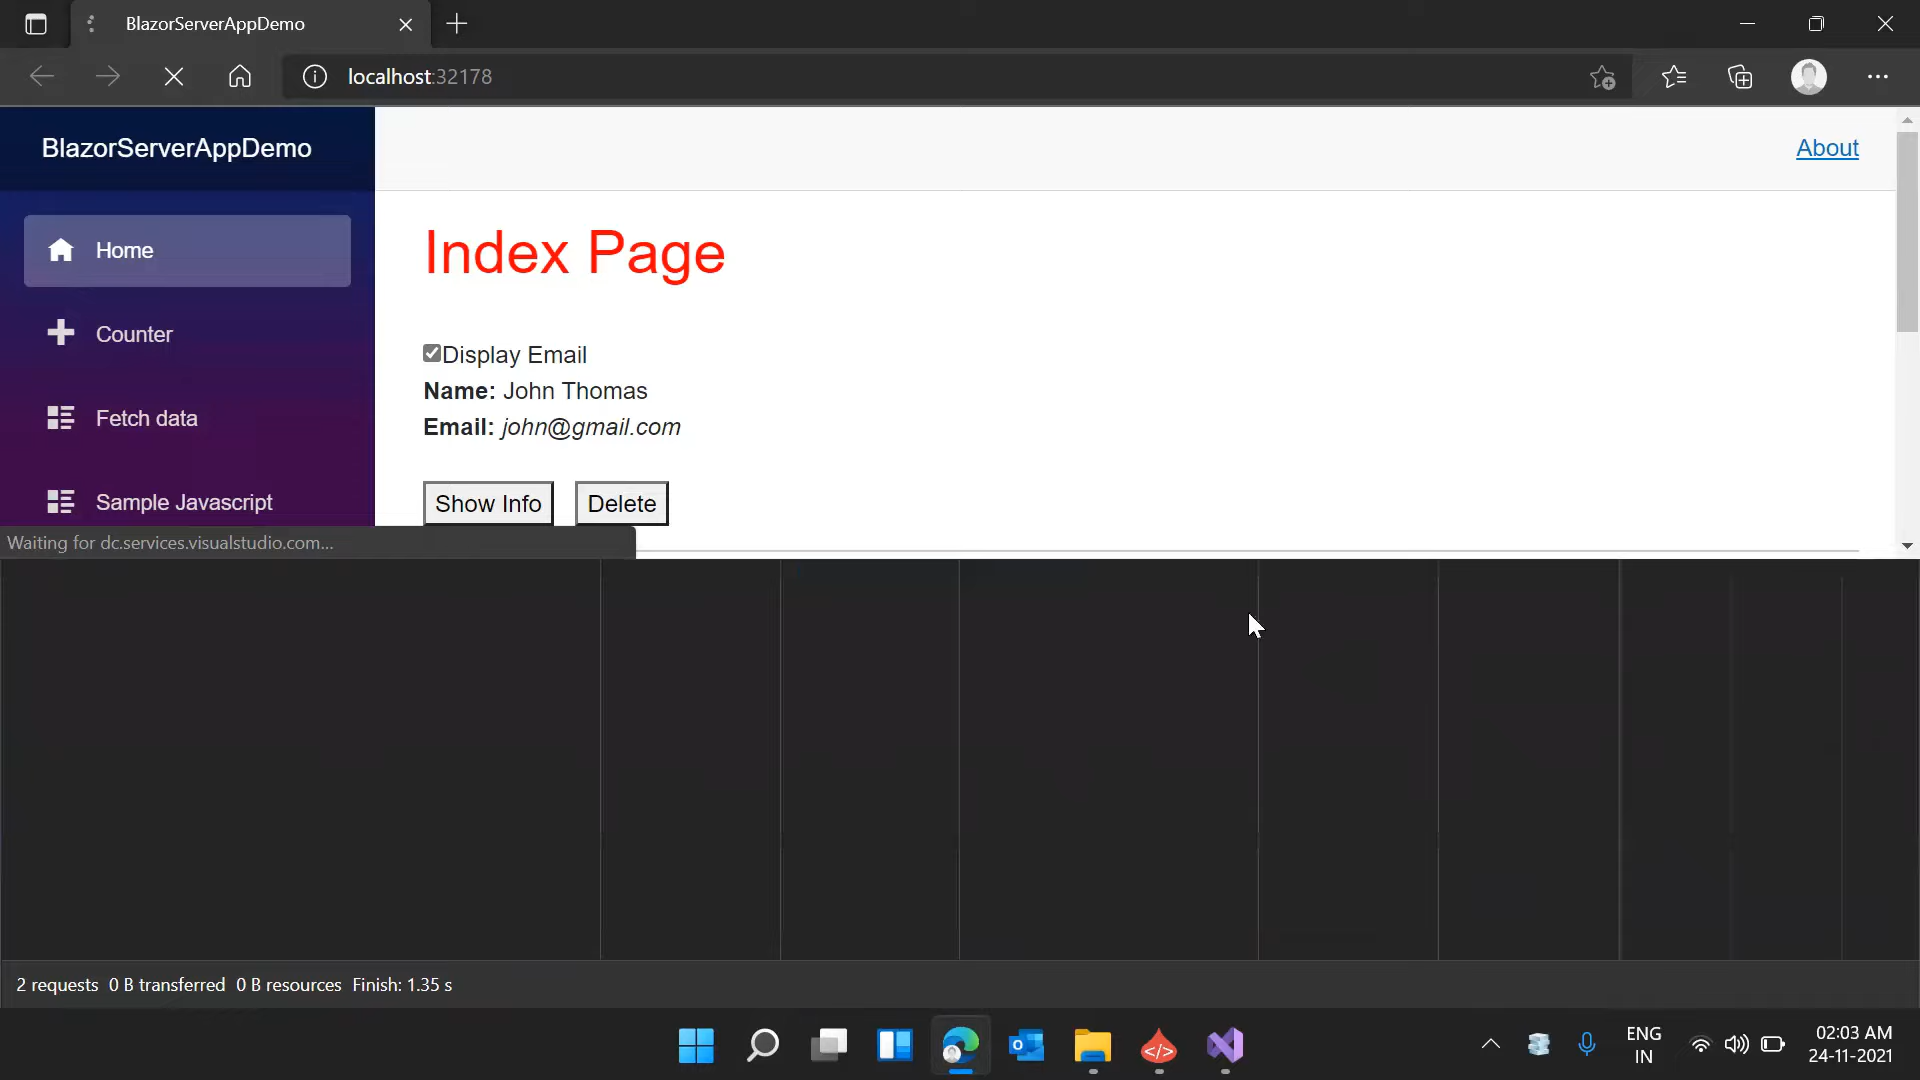 BlazorServerAppDemo
localhost:32178
BlazorServerAppDemo
About
Home
Counter
Fetch data
Sample Javascript
Index Page
Display Email
Name: John Thomas
Email: john@gmail.com
Show Info Delete
Waiting for dc.services.visualstudio.com...
2 requests 0 B transferred 0 B resources Finish: 1.35 s
ENG
IN
02:03 AM
24-11-2021